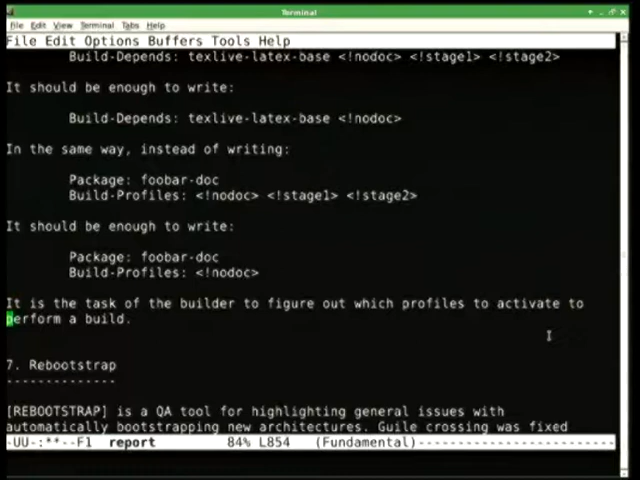 Terminal
File Edit View Terminal Tabs Help
File Edit Options Buffers Tools Help
Build-Depends: texlive-latex-base <!nodoc> <!stage1> <!stage2>
It should be enough to write:
Build-Depends: texlive-latex-base <!nodoc>
In the same way, instead of writing:
Package: foobar-doc
Build-Profiles: <!nodoc> <!stage1> <!stage2>
It should be enough to write:
Package: foobar-doc
Build-Profiles: <!nodoc>
It is the task of the builder to figure out which profiles to activate to
perform a build.
7. Rebootstrap
--------------
[REBOOTSTRAP] is a QA tool for highlighting general issues with
automatically bootstrapping new architectures. Guile crossing was fixed
-UU-:**--F1  report  84% L854  (Fundamental)-------------------------